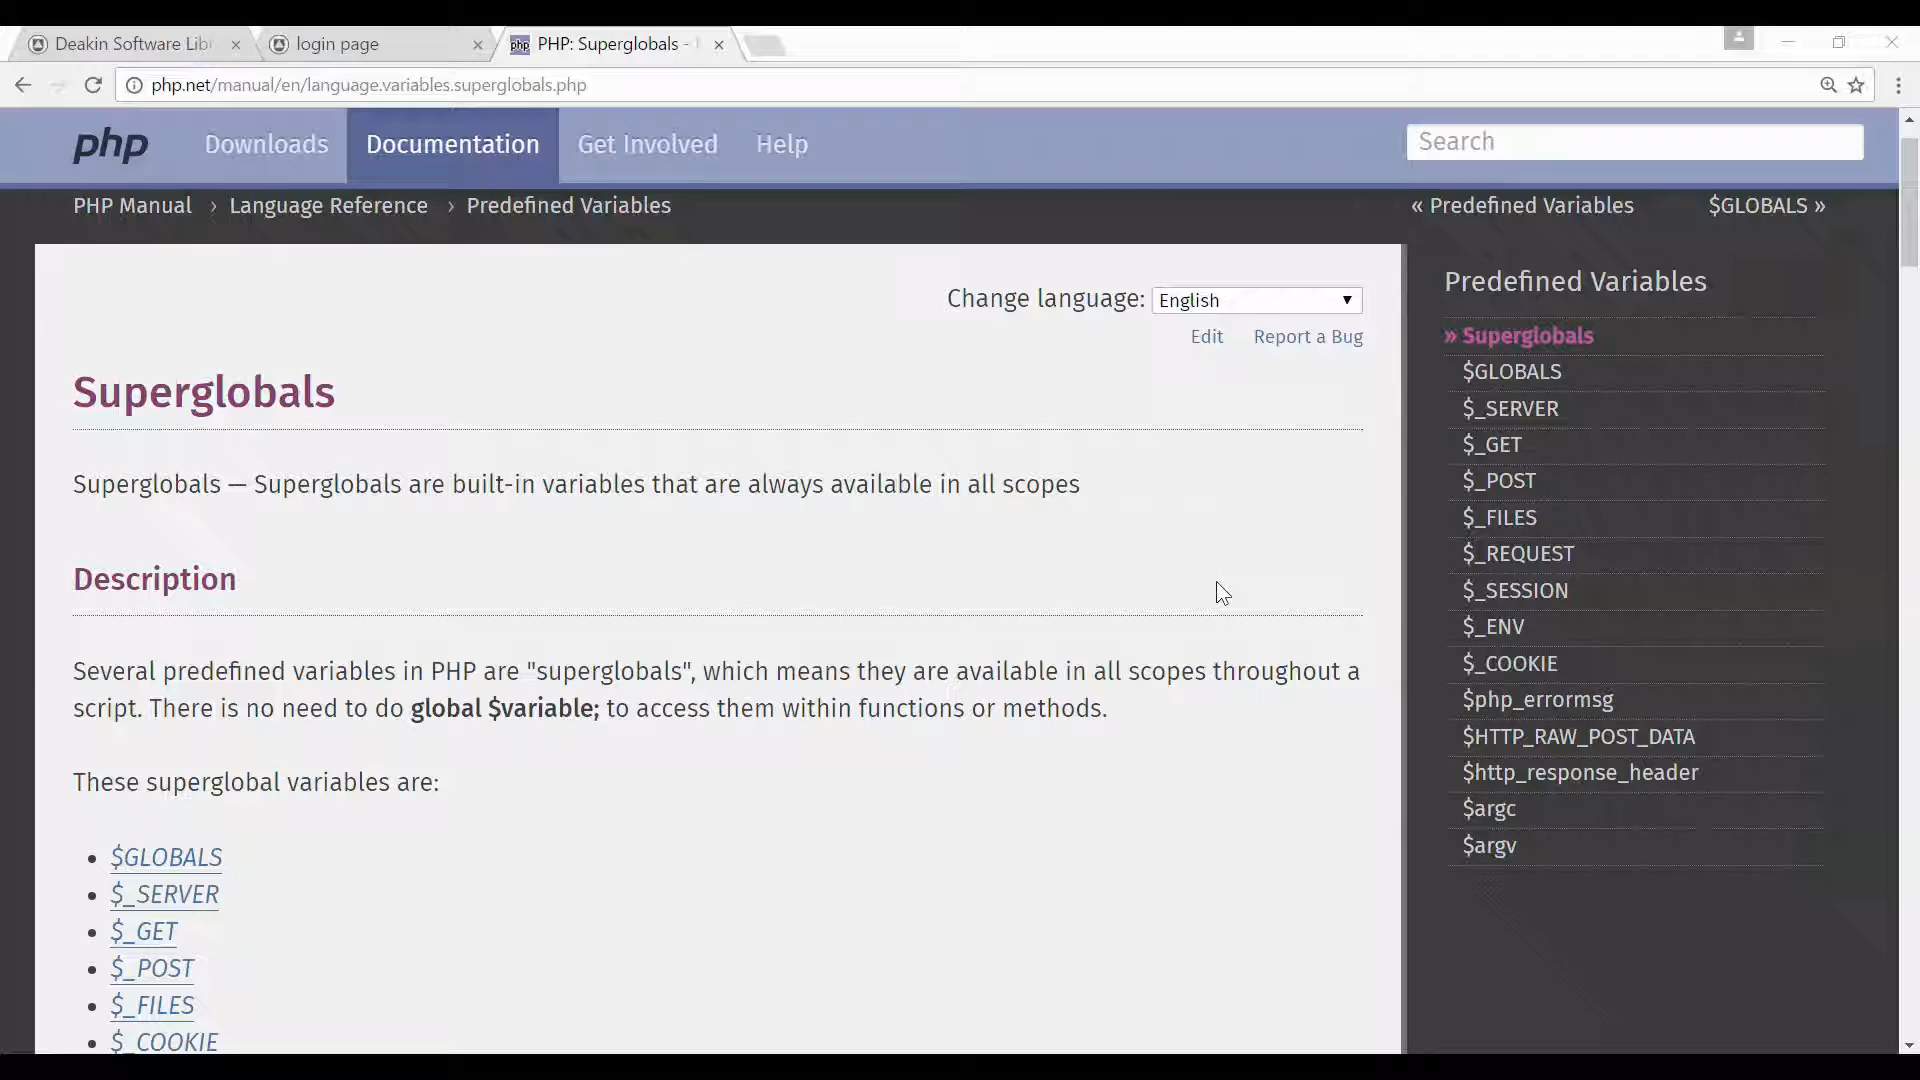 Deakin Software Lib
login page
php PHP: Superglobals -
php.net/manual/en/language.variables.superglobals.php
php Downloads Documentation Get Involved Help Search
PHP Manual › Language Reference › Predefined Variables
« Predefined Variables $GLOBALS »
Change language: English
Edit Report a Bug
Superglobals
Superglobals — Superglobals are built-in variables that are always available in all scopes
Description
Several predefined variables in PHP are "superglobals", which means they are available in all scopes throughout a
script. There is no need to do global $variable; to access them within functions or methods.
These superglobal variables are:
• $GLOBALS
• $_SERVER
• $_GET
• $_POST
• $_FILES
• $_COOKIE
Predefined Variables
» Superglobals
$GLOBALS
$_SERVER
$_GET
$_POST
$_FILES
$_REQUEST
$_SESSION
$_ENV
$_COOKIE
$php_errormsg
$HTTP_RAW_POST_DATA
$http_response_header
$argc
$argv